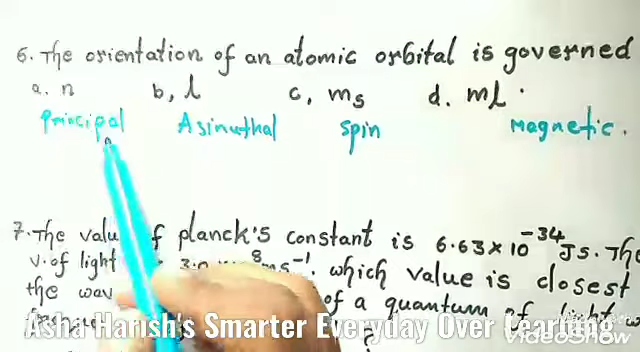 6. The orientation of an atomic orbital is governed
a. n b, l c, ms d. ml.
Principal Asinuthal Spin Magnetic.
7. The value of planck's constant is 6.63×10⁻³⁴ Js. The
v. of light 8 ms⁻¹. which value is closest
the of a quantum of light
?
Asha Harish's Smarter Everyday Over Learning
VideoShow